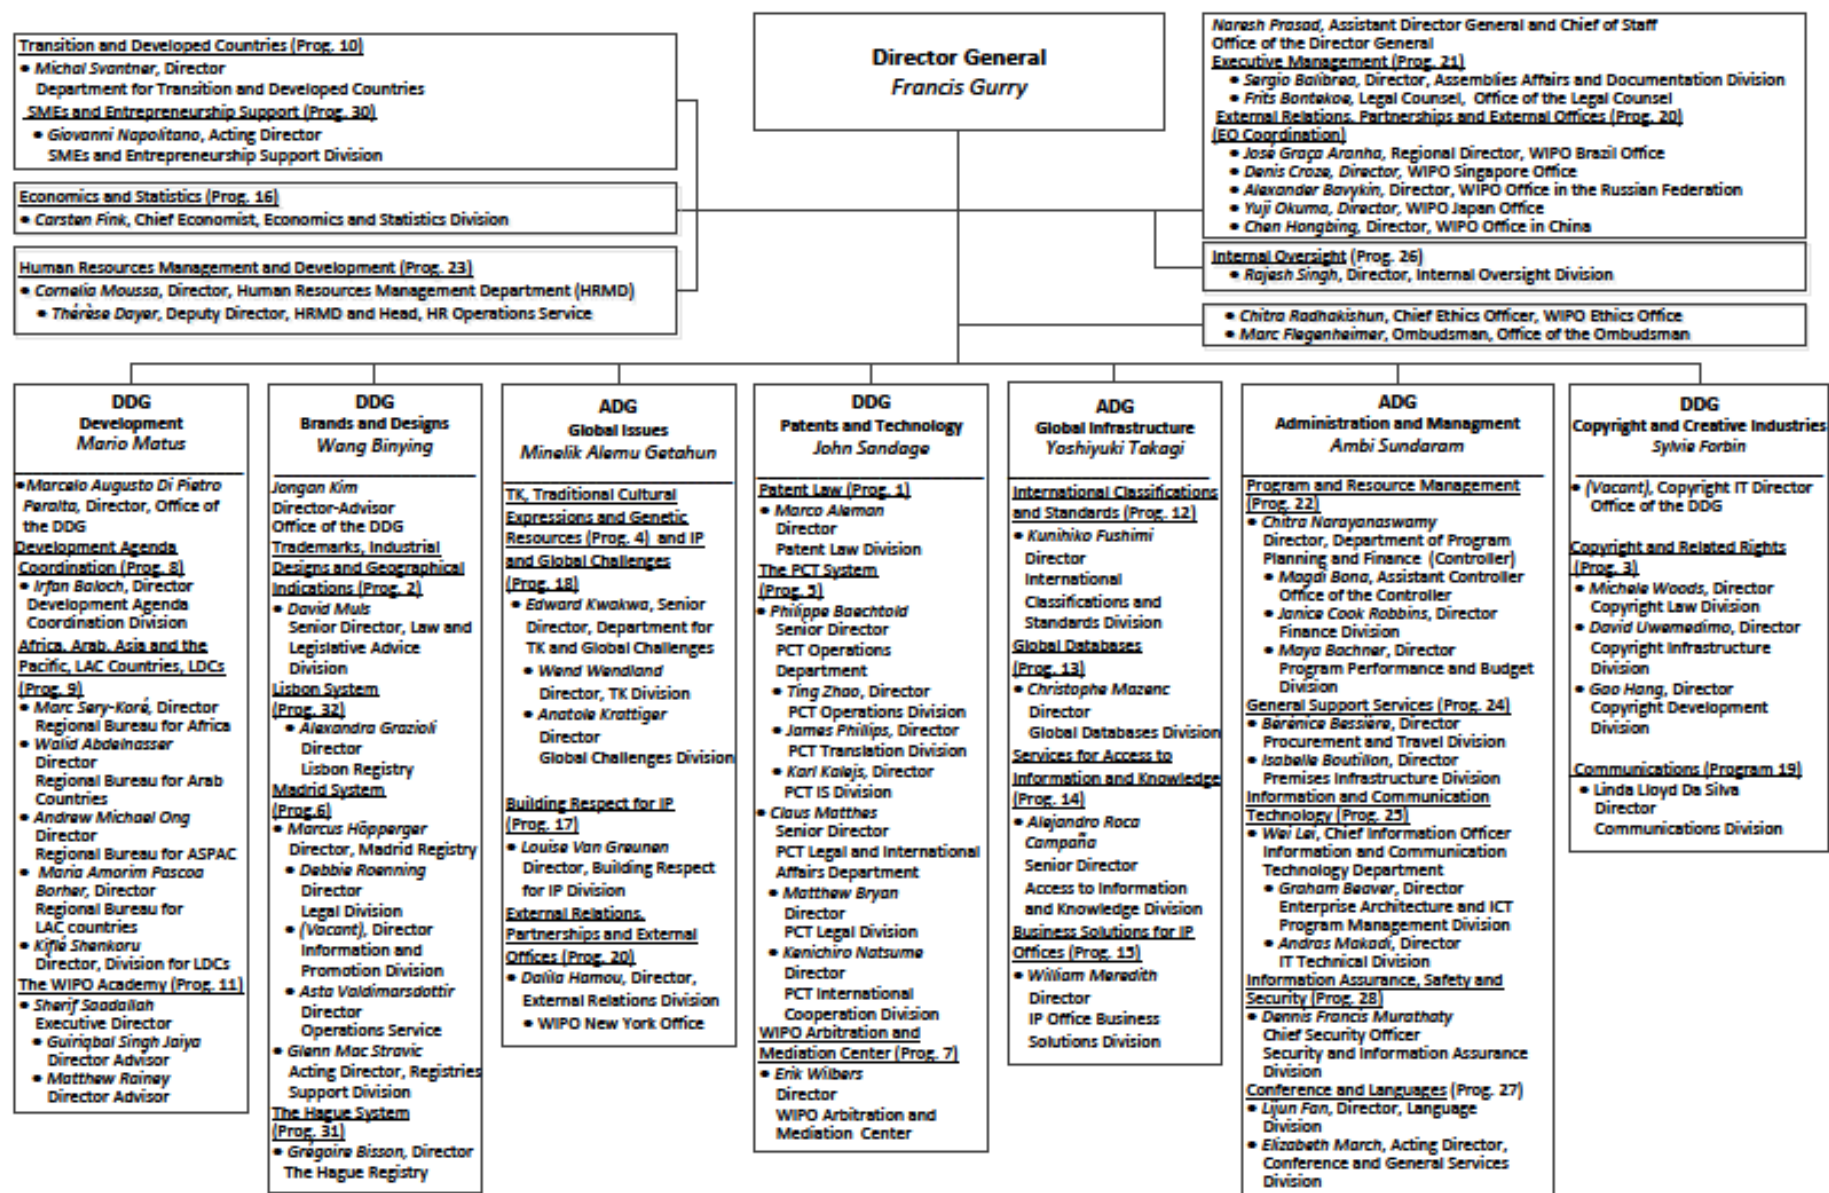 Director General
Francis Gurry
Transition and Developed Countries (Prog. 10)
• Michal Svantner, Director
Department for Transition and Developed Countries
SMEs and Entrepreneurship Support (Prog. 30)
• Giovanni Napolitano, Acting Director
SMEs and Entrepreneurship Support Division
Economics and Statistics (Prog. 16)
• Carsten Fink, Chief Economist, Economics and Statistics Division
Human Resources Management and Development (Prog. 23)
• Cornelia Moussa, Director, Human Resources Management Department (HRMD)
• Thérèse Dayer, Deputy Director, HRMD and Head, HR Operations Service
Naresh Prasad, Assistant Director General and Chief of Staff
Office of the Director General
Executive Management (Prog. 21)
• Sergio Balibrea, Director, Assemblies Affairs and Documentation Division
• Frits Bontekoe, Legal Counsel, Office of the Legal Counsel
External Relations, Partnerships and External Offices (Prog. 20)
(EO Coordination)
• José Graça Aranha, Regional Director, WIPO Brazil Office
• Denis Croze, Director, WIPO Singapore Office
• Alexander Bavykin, Director, WIPO Office in the Russian Federation
• Yuji Okuma, Director, WIPO Japan Office
• Chen Hongbing, Director, WIPO Office in China
Internal Oversight (Prog. 26)
• Rajesh Singh, Director, Internal Oversight Division
• Chitra Radhakishun, Chief Ethics Officer, WIPO Ethics Office
• Marc Flegenheimer, Ombudsman, Office of the Ombudsman
DDG
Development
Mario Matus
•Marcelo Augusto Di Pietro
Peralta, Director, Office of
the DDG
Development Agenda
Coordination (Prog. 8)
• Irfan Baloch, Director
Development Agenda
Coordination Division
Africa, Arab, Asia and the
Pacific, LAC Countries, LDCs
(Prog. 9)
• Marc Sery-Koré, Director
Regional Bureau for Africa
• Walid Abdelnasser
Director
Regional Bureau for Arab
Countries
• Andrew Michael Ong
Director
Regional Bureau for ASPAC
• Maria Amorim Pascoa
Borher, Director
Regional Bureau for
LAC countries
• Kiflé Shenkoru
Director, Division for LDCs
The WIPO Academy (Prog. 11)
• Sherif Saadallah
Executive Director
• Guiriqbal Singh Jaiya
Director Advisor
• Matthew Rainey
Director Advisor
DDG
Brands and Designs
Wang Binying
Jongan Kim
Director-Advisor
Office of the DDG
Trademarks, Industrial
Designs and Geographical
Indications (Prog. 2)
• David Muls
Senior Director, Law and
Legislative Advice
Division
Lisbon System
(Prog. 32)
• Alexandra Grazioli
Director
Lisbon Registry
Madrid System
(Prog.6)
• Marcus Höpperger
Director, Madrid Registry
• Debbie Roenning
Director
Legal Division
• (Vacant), Director
Information and
Promotion Division
• Asta Valdimarsdottir
Director
Operations Service
• Glenn Mac Stravic
Acting Director, Registries
Support Division
The Hague System
(Prog. 31)
• Grégoire Bisson, Director
The Hague Registry
ADG
Global Issues
Minelik Alemu Getahun
TK, Traditional Cultural
Expressions and Genetic
Resources (Prog. 4) and IP
and Global Challenges
(Prog. 18)
• Edward Kwakwa, Senior
Director, Department for
TK and Global Challenges
• Wend Wendland
Director, TK Division
• Anatole Krattiger
Director
Global Challenges Division
Building Respect for IP
(Prog. 17)
• Louise Van Greunen
Director, Building Respect
for IP Division
External Relations,
Partnerships and External
Offices (Prog. 20)
• Dalila Hamou, Director,
External Relations Division
• WIPO New York Office
DDG
Patents and Technology
John Sandage
Patent Law (Prog. 1)
• Marco Aleman
Director
Patent Law Division
The PCT System
(Prog. 5)
• Philippe Baechtold
Senior Director
PCT Operations
Department
• Ting Zhao, Director
PCT Operations Division
• James Phillips, Director
PCT Translation Division
• Karl Kalejs, Director
PCT IS Division
• Claus Matthes
Senior Director
PCT Legal and International
Affairs Department
• Matthew Bryan
Director
PCT Legal Division
• Kenichiro Natsume
Director
PCT International
Cooperation Division
WIPO Arbitration and
Mediation Center (Prog. 7)
• Erik Wilbers
Director
WIPO Arbitration and
Mediation Center
ADG
Global Infrastructure
Yoshiyuki Takagi
International Classifications
and Standards (Prog. 12)
• Kunihiko Fushimi
Director
International
Classifications and
Standards Division
Global Databases
(Prog. 13)
• Christophe Mazenc
Director
Global Databases Division
Services for Access to
Information and Knowledge
(Prog. 14)
• Alejandro Roca
Campaña
Senior Director
Access to Information
and Knowledge Division
Business Solutions for IP
Offices (Prog. 15)
• William Meredith
Director
IP Office Business
Solutions Division
ADG
Administration and Managment
Ambi Sundaram
Program and Resource Management
(Prog. 22)
• Chitra Narayanaswamy
Director, Department of Program
Planning and Finance (Controller)
• Magdi Bona, Assistant Controller
Office of the Controller
• Janice Cook Robbins, Director
Finance Division
• Maya Bachner, Director
Program Performance and Budget
Division
General Support Services (Prog. 24)
• Bérénice Bessière, Director
Procurement and Travel Division
• Isabelle Boutillon, Director
Premises Infrastructure Division
Information and Communication
Technology (Prog. 25)
• Wei Lei, Chief Information Officer
Information and Communication
Technology Department
• Graham Beaver, Director
Enterprise Architecture and ICT
Program Management Division
• Andras Makadi, Director
IT Technical Division
Information Assurance, Safety and
Security (Prog. 28)
• Dennis Francis Murathaty
Chief Security Officer
Security and Information Assurance
Division
Conference and Languages (Prog. 27)
• Lijun Fan, Director, Language
Division
• Elizabeth March, Acting Director,
Conference and General Services
Division
DDG
Copyright and Creative Industries
Sylvie Forbin
• (Vacant), Copyright IT Director
Office of the DDG
Copyright and Related Rights
(Prog. 3)
• Michele Woods, Director
Copyright Law Division
• David Uwemedimo, Director
Copyright Infrastructure
Division
• Gao Hang, Director
Copyright Development
Division
Communications (Program 19)
• Linda Lloyd Da Silva
Director
Communications Division